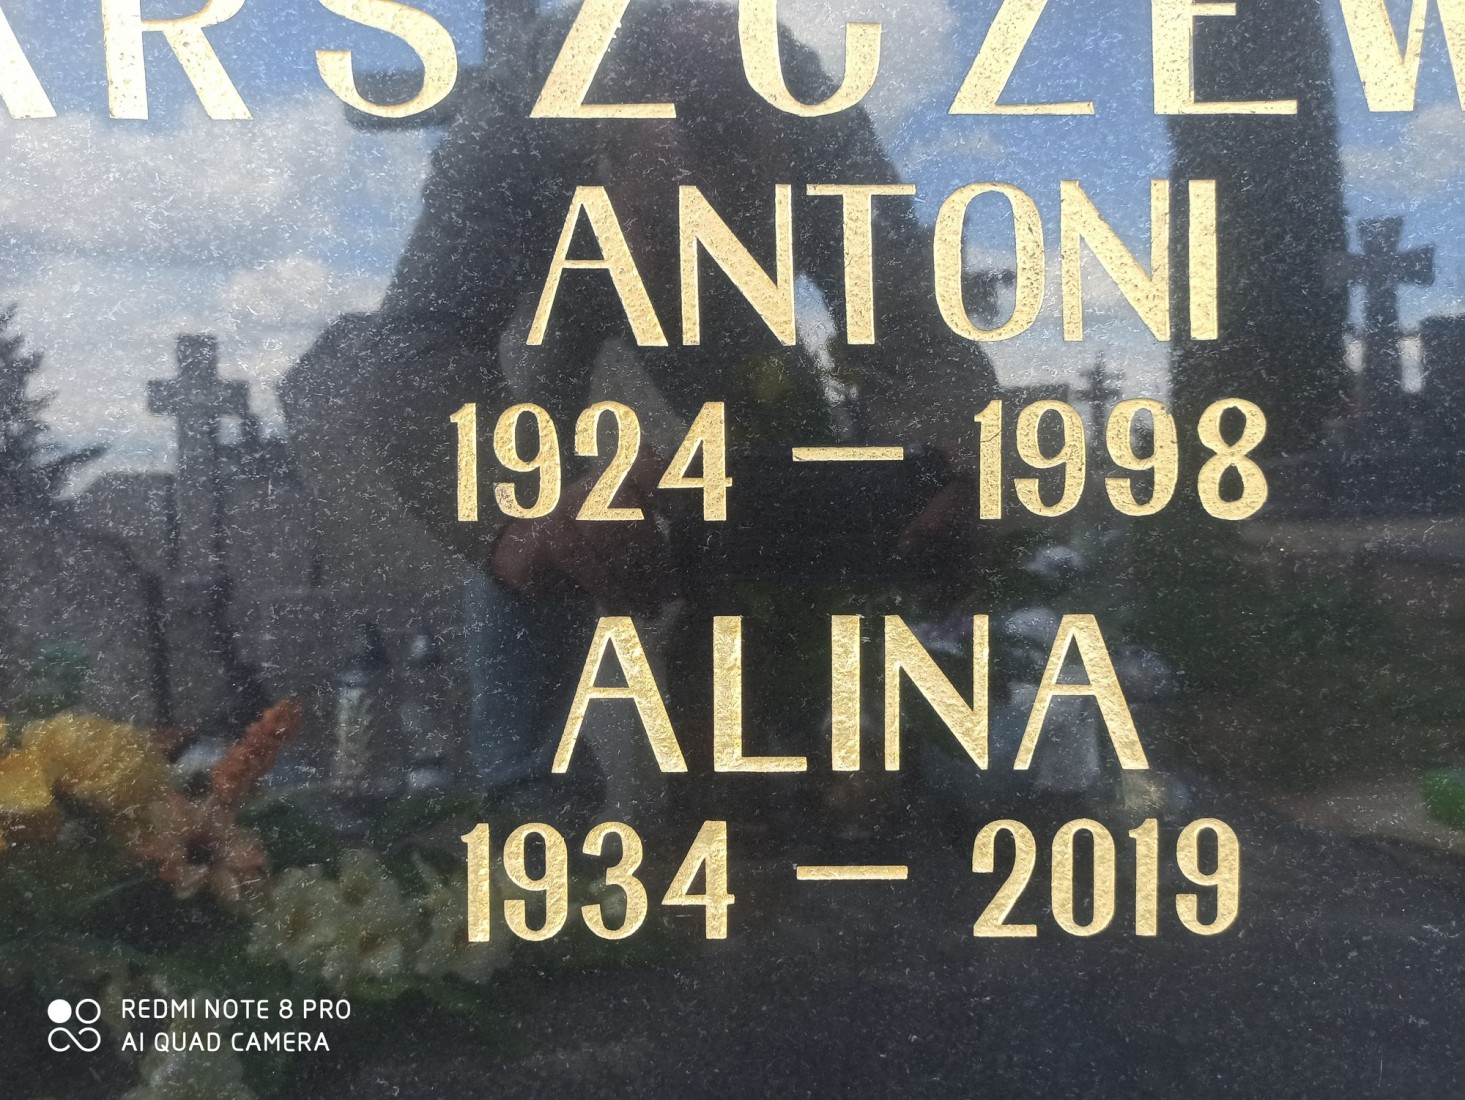 ARSZCZEW
ANTONI
1924 — 1998
ALINA
1934 — 2019
REDMI NOTE 8 PRO
AI QUAD CAMERA